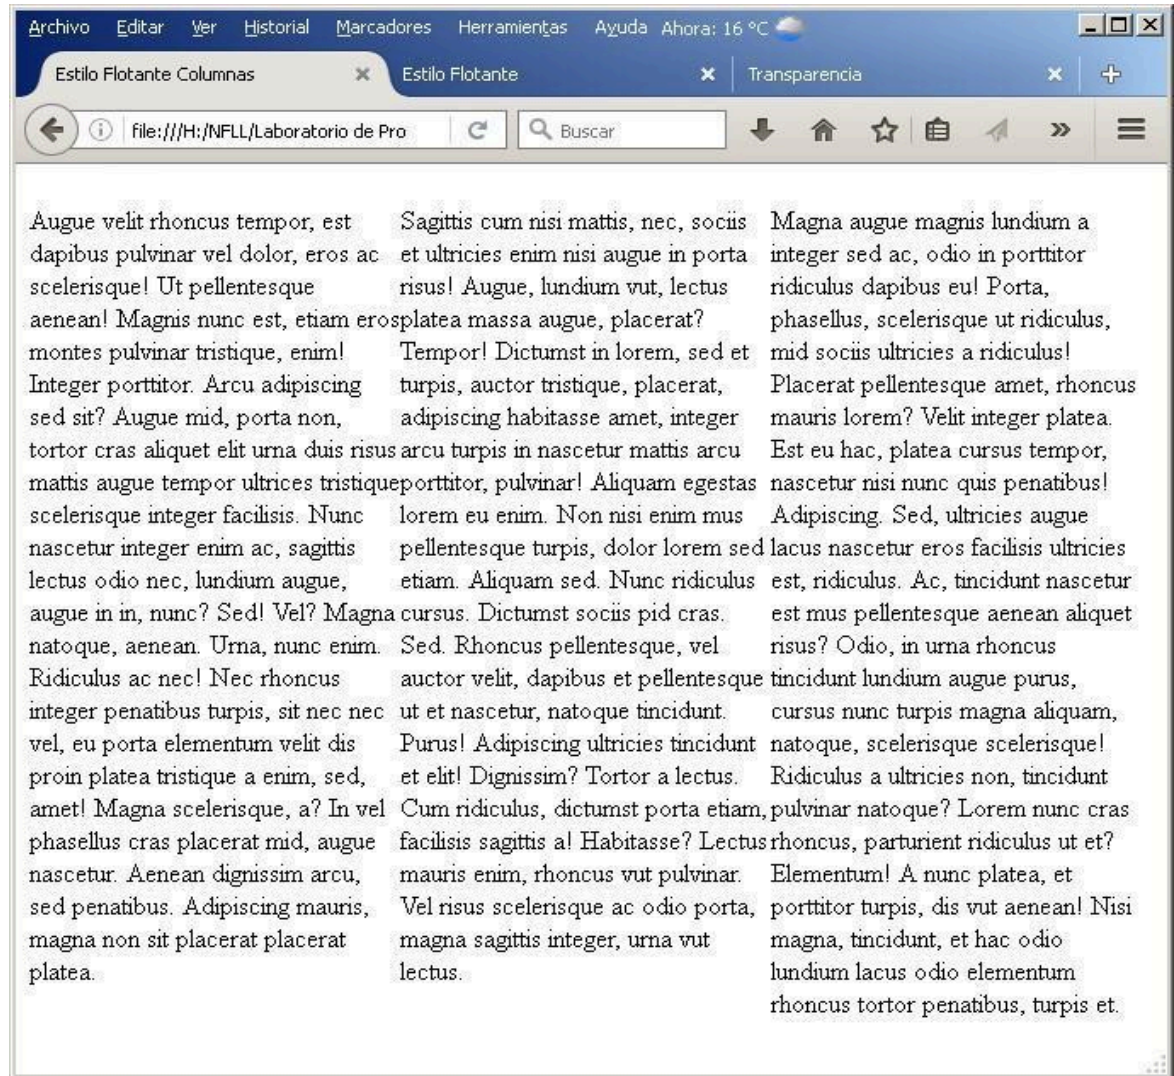 Archivo Editar Ver Historial Marcadores Herramientas Ayuda Ahora: 16 °C
Estilo Flotante Columnas Estilo Flotante Transparencia
file:///H:/NFLL/Laboratorio de Pro Buscar
Augue velit rhoncus tempor, est
dapibus pulvinar vel dolor, eros ac
scelerisque! Ut pellentesque
aenean! Magnis nunc est, etiam eros
montes pulvinar tristique, enim!
Integer porttitor. Arcu adipiscing
sed sit? Augue mid, porta non,
tortor cras aliquet elit urna duis risus
mattis augue tempor ultrices tristique
scelerisque integer facilisis. Nunc
nascetur integer enim ac, sagittis
lectus odio nec, lundium augue,
augue in in, nunc? Sed! Vel? Magna
natoque, aenean. Urna, nunc enim.
Ridiculus ac nec! Nec rhoncus
integer penatibus turpis, sit nec nec
vel, eu porta elementum velit dis
proin platea tristique a enim, sed,
amet! Magna scelerisque, a? In vel
phasellus cras placerat mid, augue
nascetur. Aenean dignissim arcu,
sed penatibus. Adipiscing mauris,
magna non sit placerat placerat
platea.
Sagittis cum nisi mattis, nec, sociis
et ultricies enim nisi augue in porta
risus! Augue, lundium vut, lectus
platea massa augue, placerat?
Tempor! Dictumst in lorem, sed et
turpis, auctor tristique, placerat,
adipiscing habitasse amet, integer
arcu turpis in nascetur mattis arcu
porttitor, pulvinar! Aliquam egestas
lorem eu enim. Non nisi enim mus
pellentesque turpis, dolor lorem sed
etiam. Aliquam sed. Nunc ridiculus
cursus. Dictumst sociis pid cras.
Sed. Rhoncus pellentesque, vel
auctor velit, dapibus et pellentesque
ut et nascetur, natoque tincidunt.
Purus! Adipiscing ultricies tincidunt
et elit! Dignissim? Tortor a lectus.
Cum ridiculus, dictumst porta etiam,
facilisis sagittis a! Habitasse? Lectus
mauris enim, rhoncus vut pulvinar.
Vel risus scelerisque ac odio porta,
magna sagittis integer, urna vut
lectus.
Magna augue magnis lundium a
integer sed ac, odio in porttitor
ridiculus dapibus eu! Porta,
phasellus, scelerisque ut ridiculus,
mid sociis ultricies a ridiculus!
Placerat pellentesque amet, rhoncus
mauris lorem? Velit integer platea.
Est eu hac, platea cursus tempor,
nascetur nisi nunc quis penatibus!
Adipiscing. Sed, ultricies augue
lacus nascetur eros facilisis ultricies
est, ridiculus. Ac, tincidunt nascetur
est mus pellentesque aenean aliquet
risus? Odio, in urna rhoncus
tincidunt lundium augue purus,
cursus nunc turpis magna aliquam,
natoque, scelerisque scelerisque!
Ridiculus a ultricies non, tincidunt
pulvinar natoque? Lorem nunc cras
rhoncus, parturient ridiculus ut et?
Elementum! A nunc platea, et
porttitor turpis, dis vut aenean! Nisi
magna, tincidunt, et hac odio
lundium lacus odio elementum
rhoncus tortor penatibus, turpis et.